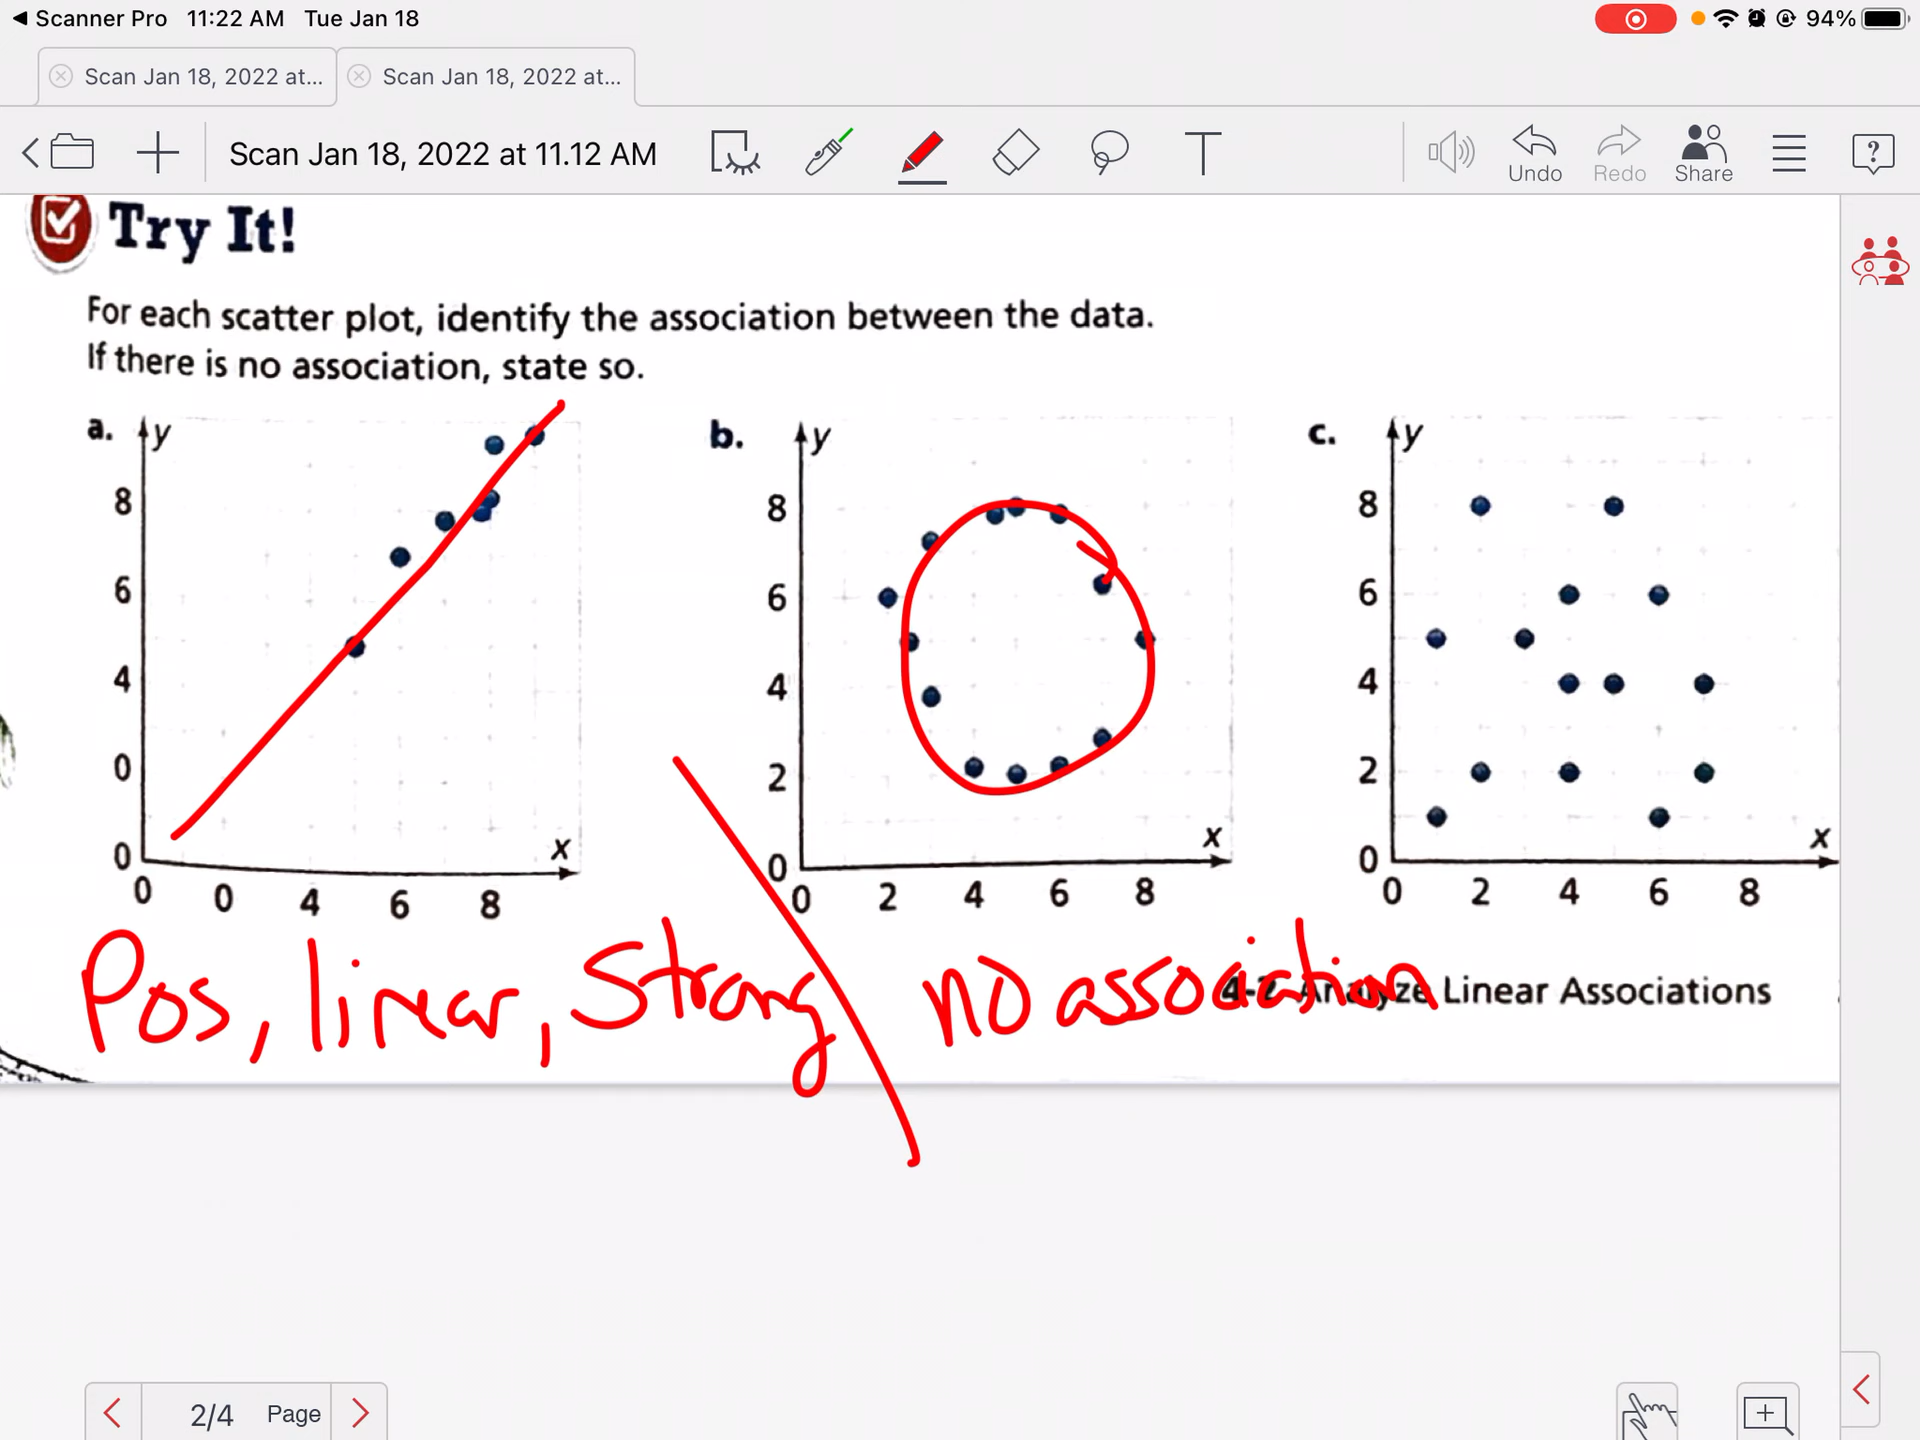 Scanner Pro 11:22 AM Tue Jan 18 94%
Scan Jan 18, 2022 at... Scan Jan 18, 2022 at...
Scan Jan 18, 2022 at 11.12 AM T Undo Redo Share ?
Try It!
For each scatter plot, identify the association between the data.
If there is no association, state so.
a. y
8
6
4
0
0
x
0 0 4 6 8
b. y
8
6
4
2
0
x
0 2 4 6 8
c. y
8
6
4
2
0
x
0 2 4 6 8
Pos, linear, Strong
no association
4-2 Analyze Linear Associations
2/4 Page